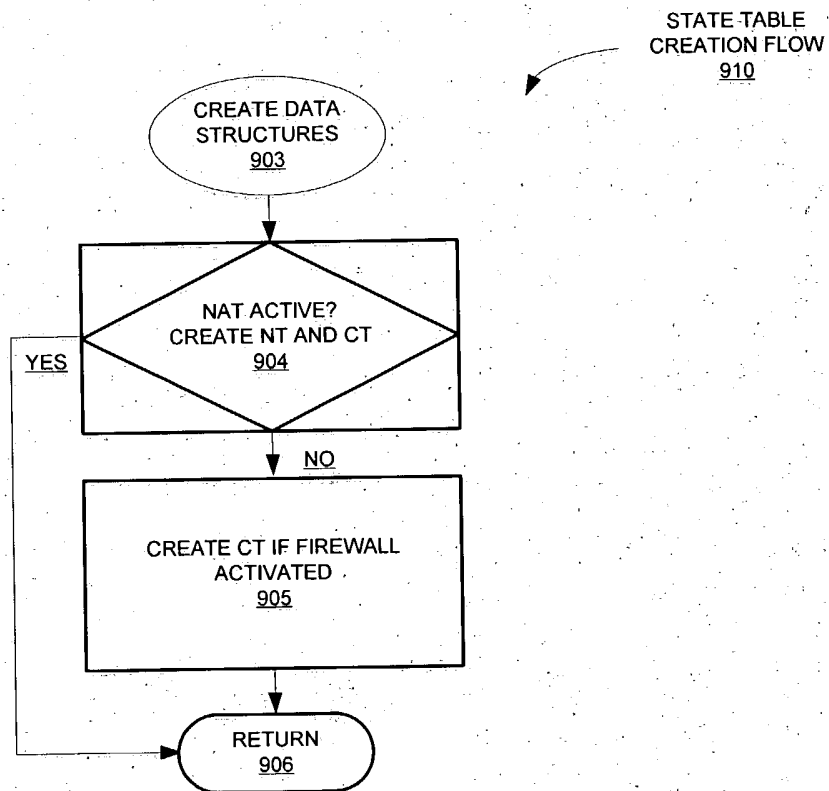 STATE TABLE
CREATION FLOW
910
CREATE DATA
STRUCTURES
903
NAT ACTIVE?
CREATE NT AND CT
904
YES
NO
CREATE CT IF FIREWALL
ACTIVATED
905
RETURN
906